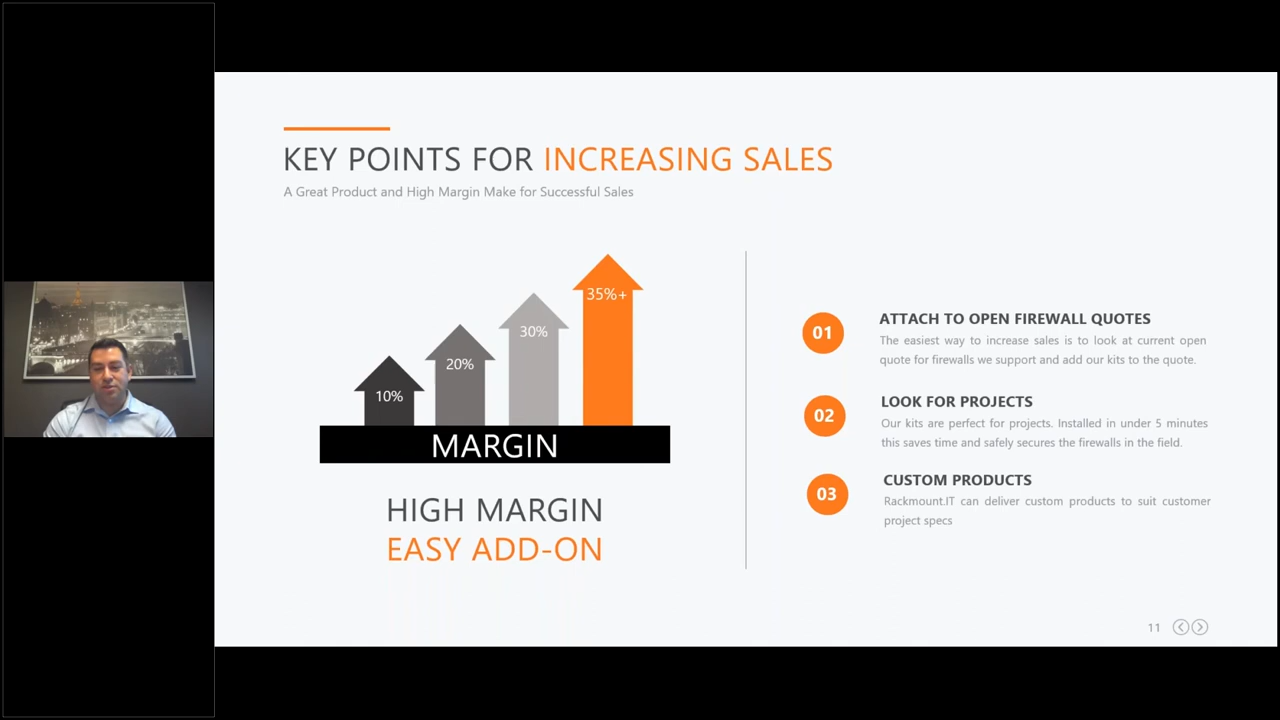 KEY POINTS FOR INCREASING SALES
A Great Product and High Margin Make for Successful Sales
10%
20%
30%
35%+
MARGIN
HIGH MARGIN
EASY ADD-ON
01
ATTACH TO OPEN FIREWALL QUOTES
The easiest way to increase sales is to look at current open
quote for firewalls we support and add our kits to the quote.
02
LOOK FOR PROJECTS
Our kits are perfect for projects. Installed in under 5 minutes
this saves time and safely secures the firewalls in the field.
03
CUSTOM PRODUCTS
Rackmount.IT can deliver custom products to suit customer
project specs
11